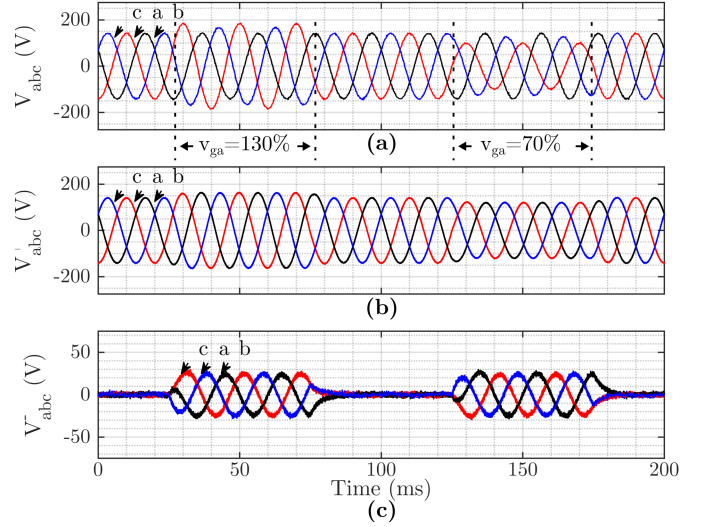 c a b
200
0
-200
V_abc (V)
(a)
v_ga=130%
v_ga=70%
c a b
200
0
-200
V_abc (V)
(b)
c a b
50
0
-50
V^-_abc (V)
0 50 100 150 200
Time (ms)
(c)